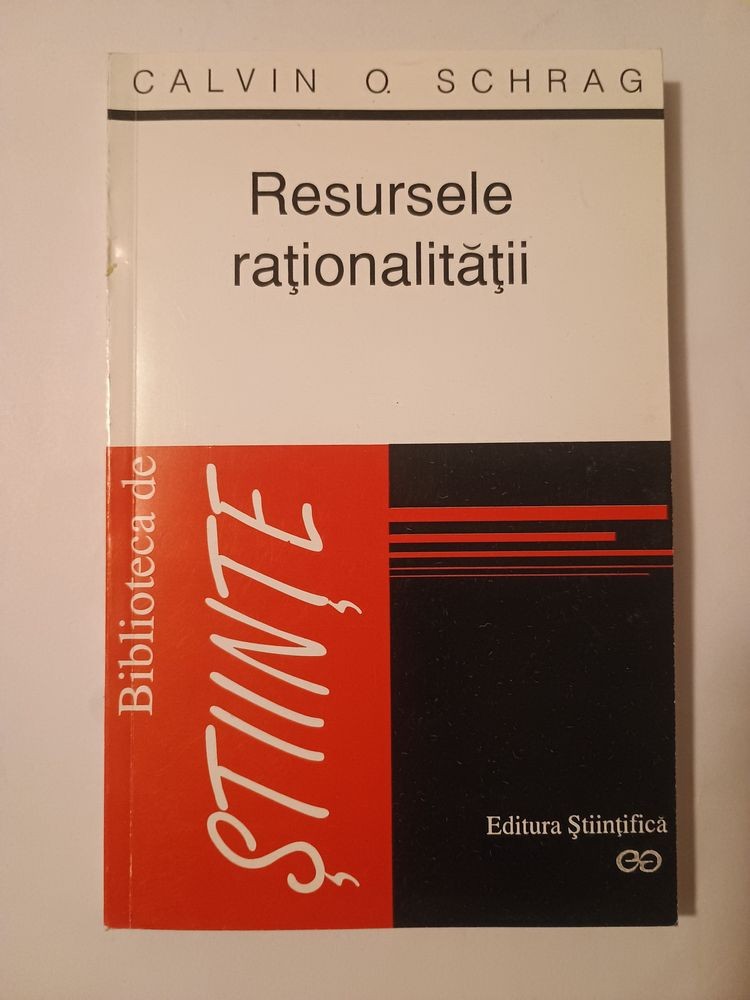 CALVIN O. SCHRAG
Resursele
raţionalităţii
Biblioteca de
ŞTIINŢE
Editura Ştiinţifică